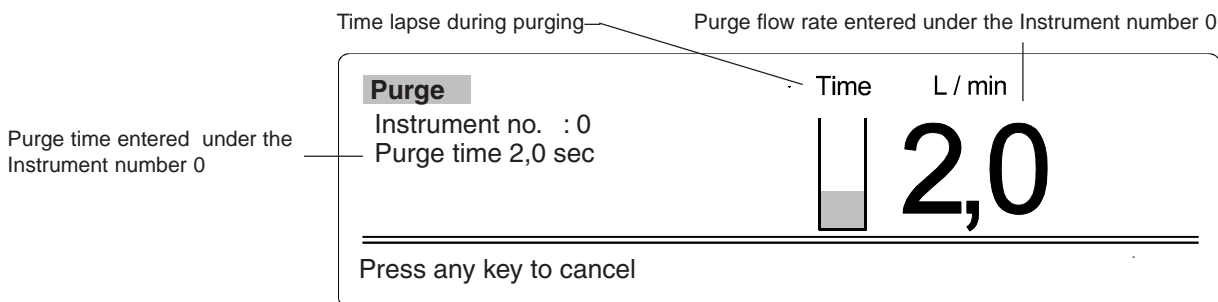 Time lapse during purging
Purge flow rate entered under the Instrument number 0
Purge
Time
L / min
Instrument no. : 0
Purge time 2,0 sec
2,0
Purge time entered under the
Instrument number 0
Press any key to cancel